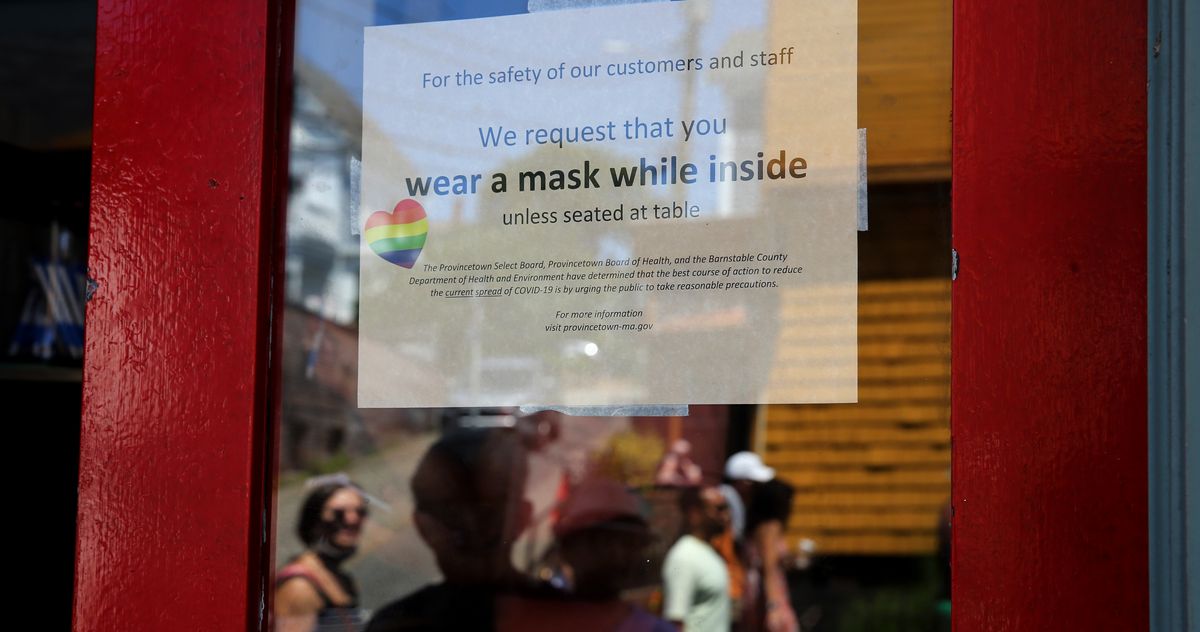 For the safety of our customers and staff
We request that you
wear a mask while inside
unless seated at table
The Provincetown Select Board, Provincetown Board of Health, and the Barnstable County
Department of Health and Environment have determined that the best course of action to reduce
the current spread of COVID-19 is by urging the public to take reasonable precautions.
For more information
visit provincetown-ma.gov